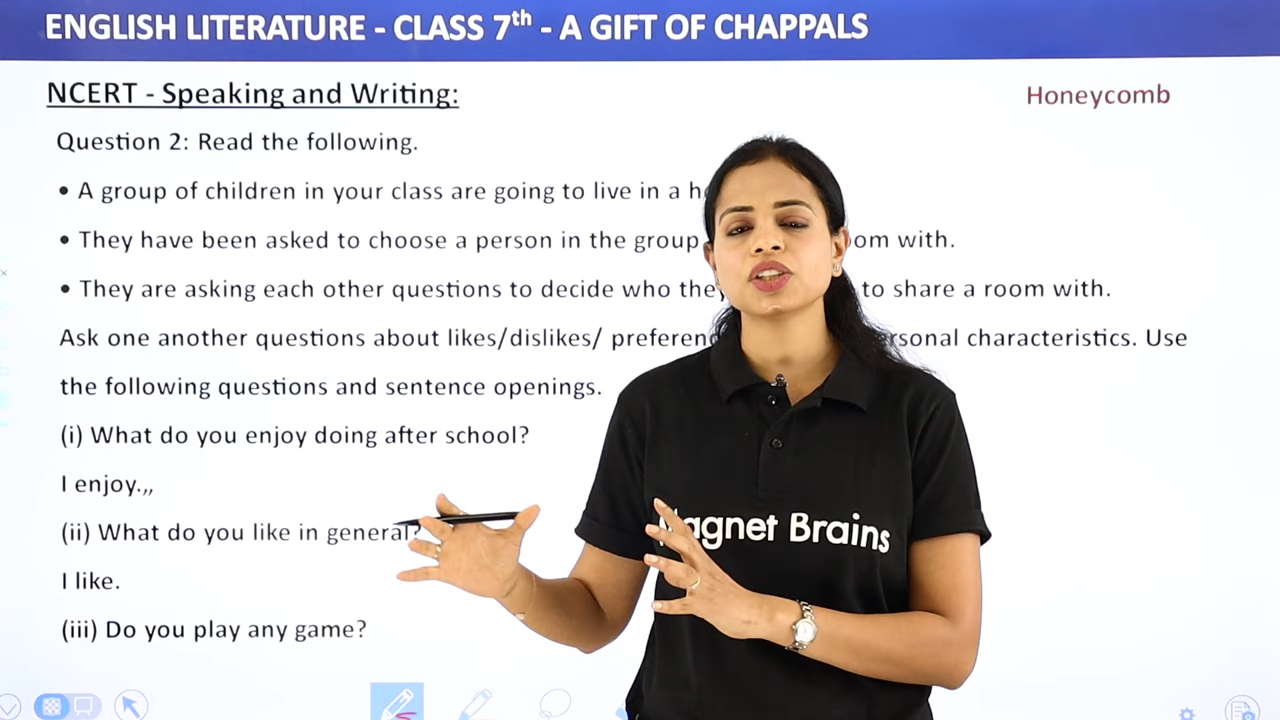 ENGLISH LITERATURE - CLASS 7th - A GIFT OF CHAPPALS
NCERT - Speaking and Writing:
Honeycomb
Question 2: Read the following.
• A group of children in your class are going to live in a
• They have been asked to choose a person in the group with.
• They are asking each other questions to decide who to share a room with.
Ask one another questions about likes/dislikes/ characteristics. Use
the following questions and sentence openings.
(i) What do you enjoy doing after school?
I enjoy.,,
(ii) What do you like in general?
I like.
(iii) Do you play any game?
Magnet Brains